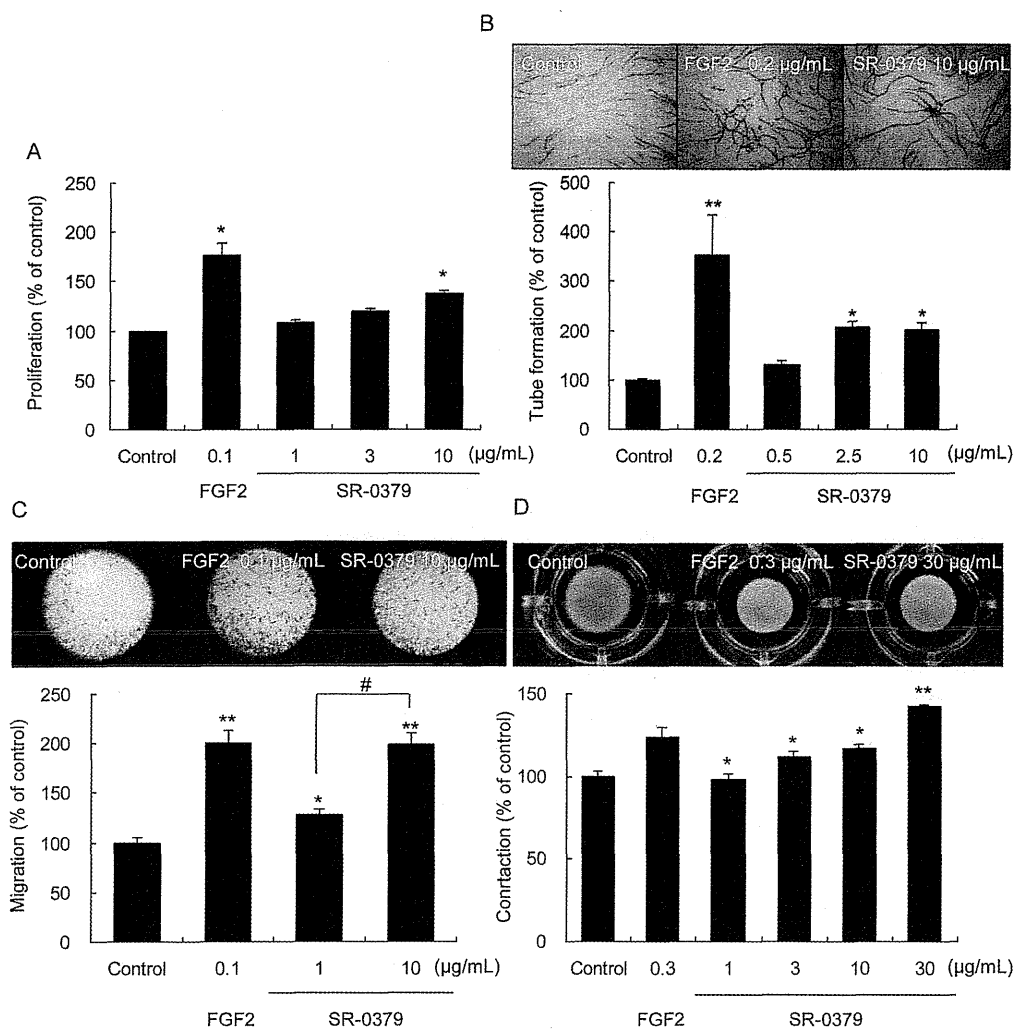 A
Proliferation (% of control)
250
200
150
100
50
0
*
*
Control 0.1 1 3 10 (µg/mL)
FGF2 SR-0379
B
Control FGF2 0.2 µg/mL SR-0379 10 µg/mL
Tube formation (% of control)
500
400
300
200
100
0
**
*
*
Control 0.2 0.5 2.5 10 (µg/mL)
FGF2 SR-0379
C
Control FGF2 0.1 µg/mL SR-0379 10 µg/mL
Migration (% of control)
250
200
150
100
50
0
#
**
*
**
Control 0.1 1 10 (µg/mL)
FGF2 SR-0379
D
Control FGF2 0.3 µg/mL SR-0379 30 µg/mL
Conrtaction (% of control)
150
100
50
0
*
*
*
**
Control 0.3 1 3 10 30 (µg/mL)
FGF2 SR-0379